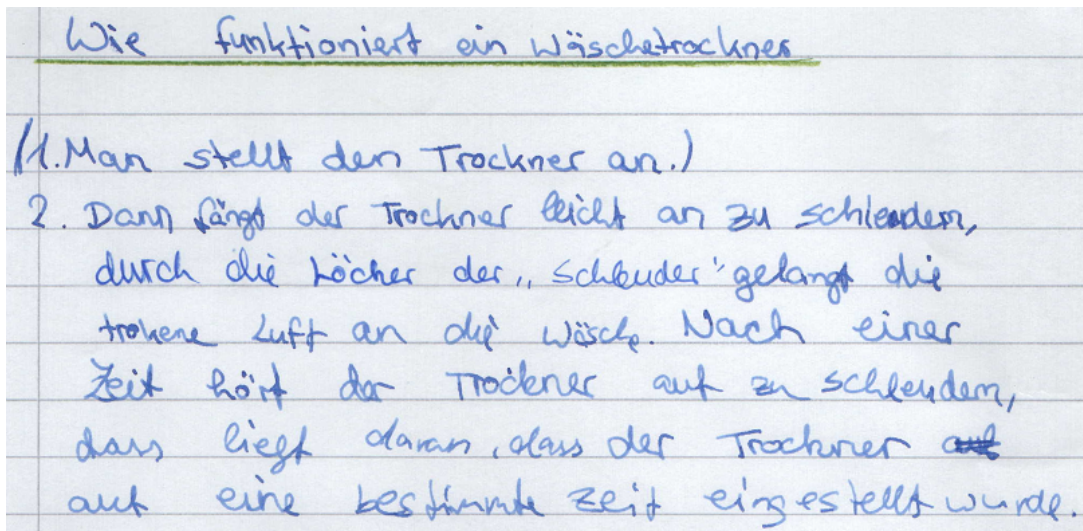 Wie funktioniert ein Wäschetrockner
(1. Man stellt den Trockner an.)
2. Dann fängt der Trockner leicht an zu schleudern,
durch die Löcher der „Schleuder" gelangt die
trokene Luft an die Wäsche. Nach einer
Zeit hört der Trockner auf zu schleudern,
dass liegt daran, dass der Trockner
auf eine bestimmte Zeit eingestellt wurde.